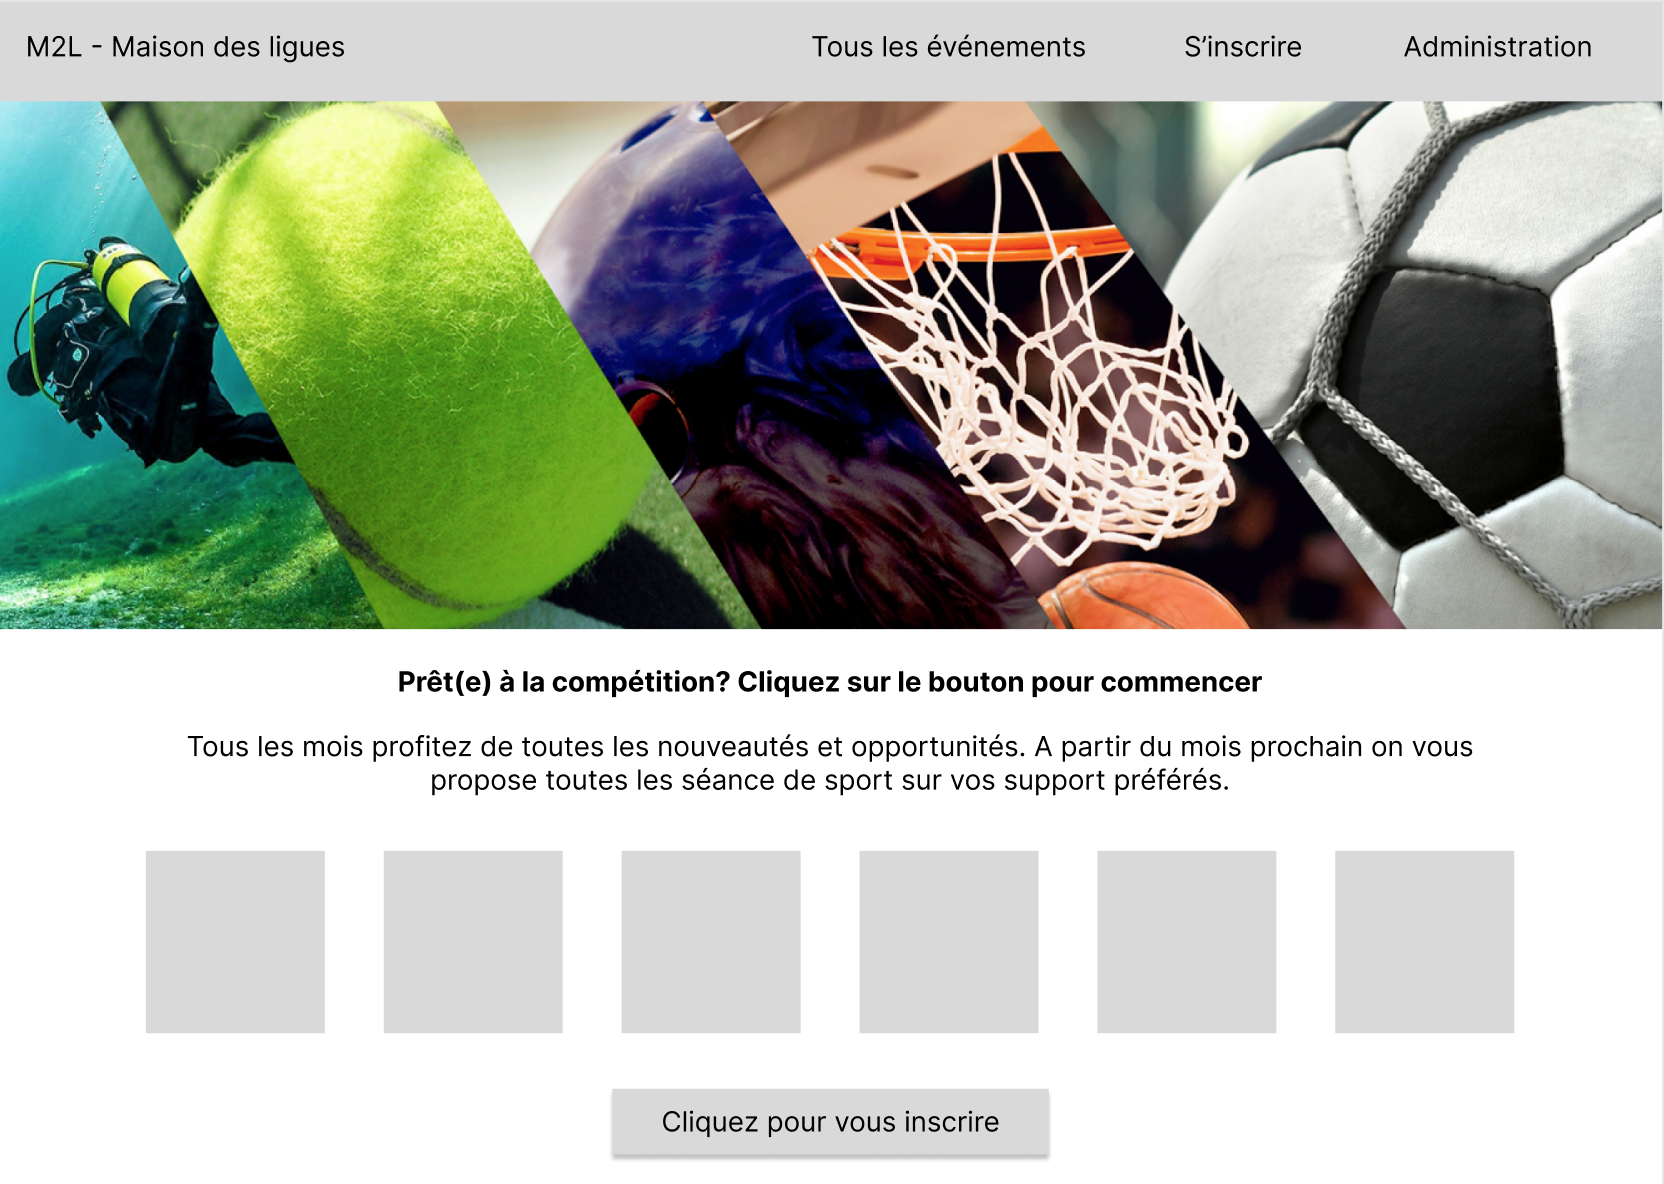 M2L - Maison des ligues
Tous les événements
S’inscrire
Administration
Prêt(e) à la compétition? Cliquez sur le bouton pour commencer
Tous les mois profitez de toutes les nouveautés et opportunités. A partir du mois prochain on vous
propose toutes les séance de sport sur vos support préférés.
Cliquez pour vous inscrire